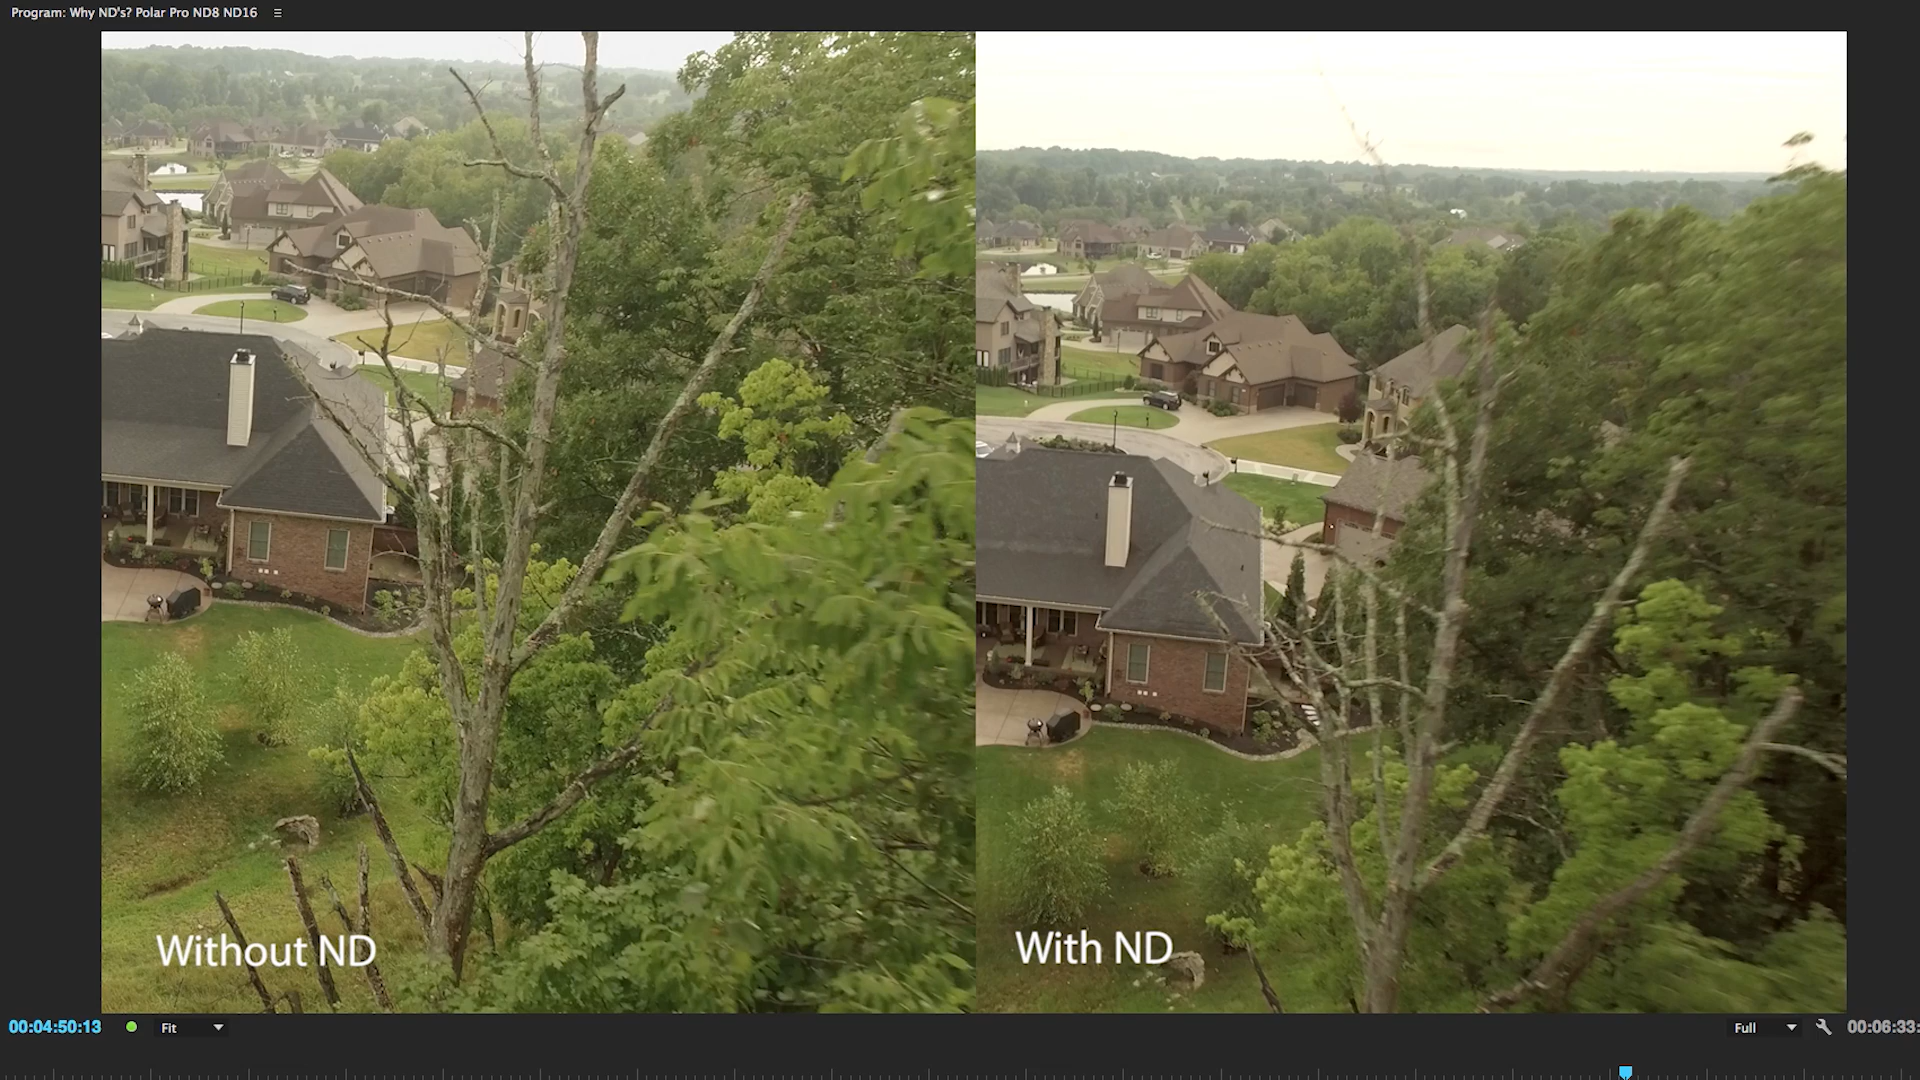 Program: Why ND's? Polar Pro ND8 ND16
Without ND
With ND
00:04:50:13
Fit
Full
00:06:33: